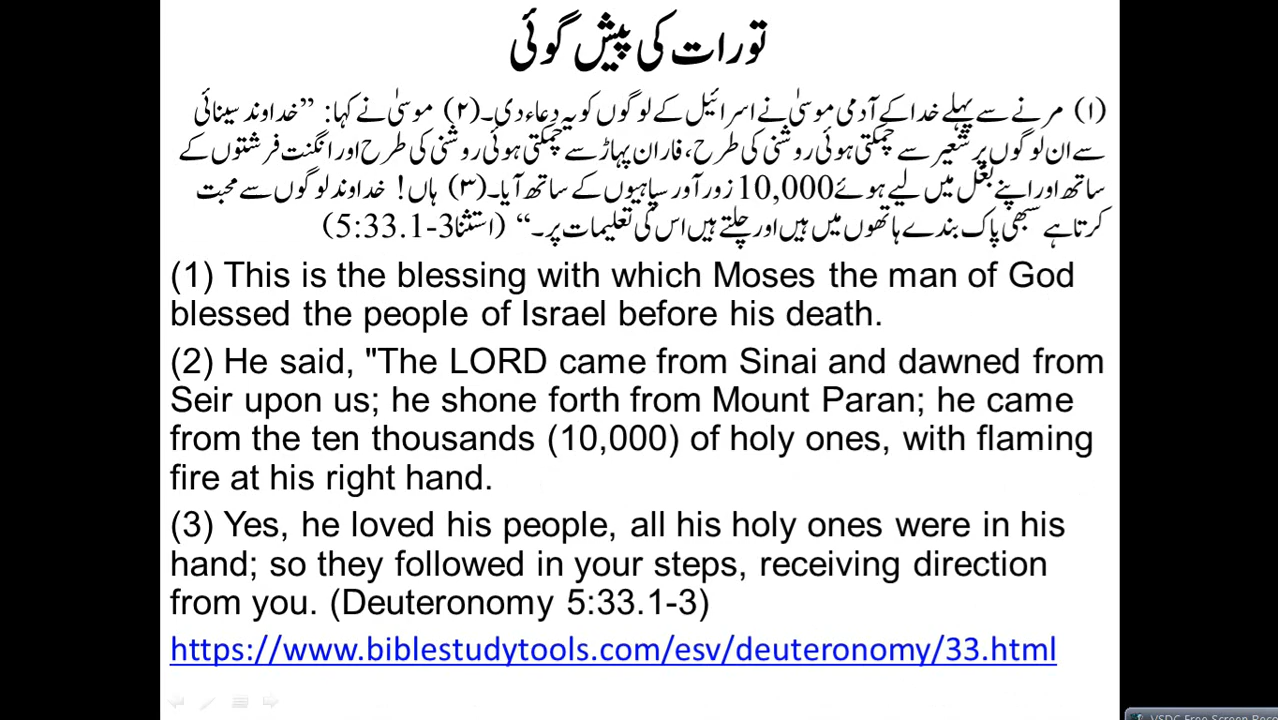 تورات کی پیش گوئی
(۱) مرنے سے پہلے خدا کے آدمی موسیٰ نے اسرائیل کے لوگوں کو یہ دعاء دی۔(۲) موسیٰ نے کہا: ”خداوند سینائی
سے ان لوگوں پر شعیر سے چمکتی ہوئی روشنی کی طرح، فاران پہاڑ سے چمکتی ہوئی روشنی کی طرح اور انگنت فرشتوں کے
ساتھ اور اپنے بغل میں لیے ہوئے 10,000 زور آور سپاہیوں کے ساتھ آیا۔(۳) ہاں! خداوند لوگوں سے محبت
کرتا ہے سبھی پاک بندے ہاتھوں میں ہیں اور چلتے ہیں اس کی تعلیمات پر۔“ (استثنا 5:33.1-3)
(1) This is the blessing with which Moses the man of God
blessed the people of Israel before his death.
(2) He said, "The LORD came from Sinai and dawned from
Seir upon us; he shone forth from Mount Paran; he came
from the ten thousands (10,000) of holy ones, with flaming
fire at his right hand.
(3) Yes, he loved his people, all his holy ones were in his
hand; so they followed in your steps, receiving direction
from you. (Deuteronomy 5:33.1-3)
https://www.biblestudytools.com/esv/deuteronomy/33.html
VSDC Free Screen Rec